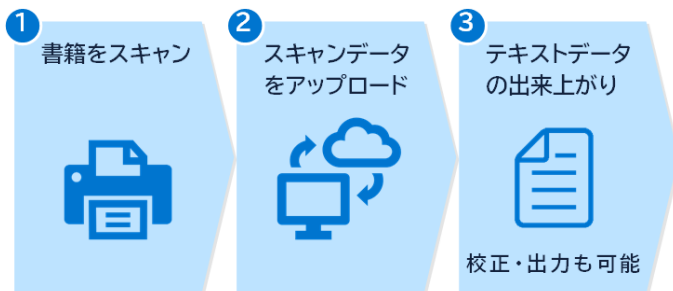 1
書籍をスキャン
2
スキャンデータ
をアップロード
3
テキストデータ
の出来上がり
校正・出力も可能